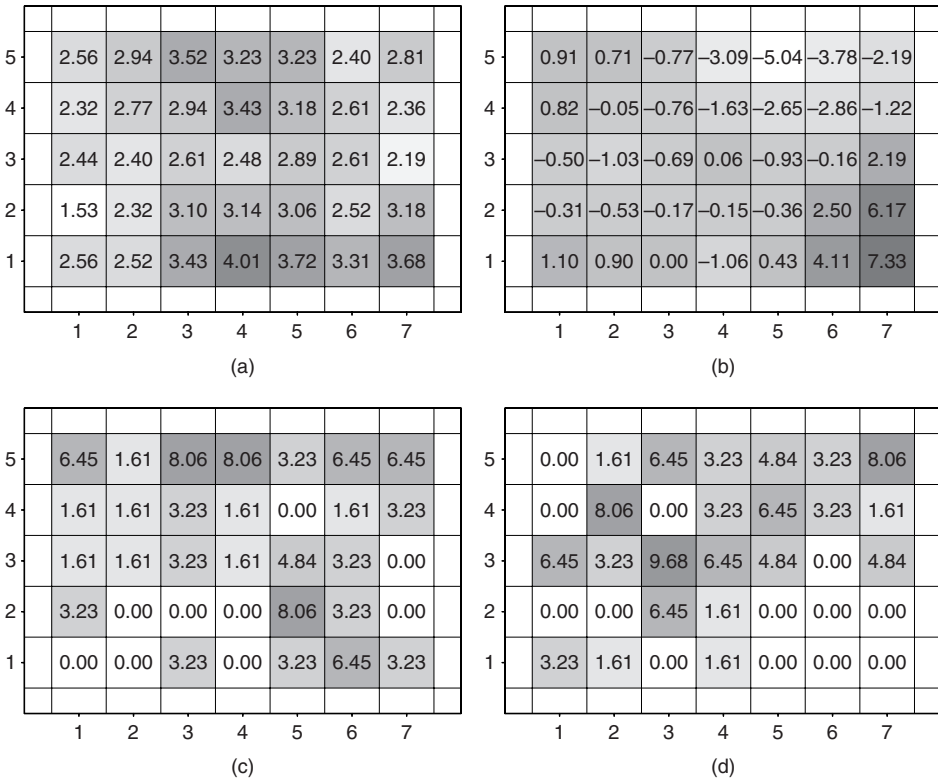 5 2.56 2.94 3.52 3.23 3.23 2.40 2.81
4 2.32 2.77 2.94 3.43 3.18 2.61 2.36
3 2.44 2.40 2.61 2.48 2.89 2.61 2.19
2 1.53 2.32 3.10 3.14 3.06 2.52 3.18
1 2.56 2.52 3.43 4.01 3.72 3.31 3.68
1 2 3 4 5 6 7
(a)
5 0.91 0.71 –0.77 –3.09 –5.04 –3.78 –2.19
4 0.82 –0.05 –0.76 –1.63 –2.65 –2.86 –1.22
3 –0.50 –1.03 –0.69 0.06 –0.93 –0.16 2.19
2 –0.31 –0.53 –0.17 –0.15 –0.36 2.50 6.17
1 1.10 0.90 0.00 –1.06 0.43 4.11 7.33
1 2 3 4 5 6 7
(b)
5 6.45 1.61 8.06 8.06 3.23 6.45 6.45
4 1.61 1.61 3.23 1.61 0.00 1.61 3.23
3 1.61 1.61 3.23 1.61 4.84 3.23 0.00
2 3.23 0.00 0.00 0.00 8.06 3.23 0.00
1 0.00 0.00 3.23 0.00 3.23 6.45 3.23
1 2 3 4 5 6 7
(c)
5 0.00 1.61 6.45 3.23 4.84 3.23 8.06
4 0.00 8.06 0.00 3.23 6.45 3.23 1.61
3 6.45 3.23 9.68 6.45 4.84 0.00 4.84
2 0.00 0.00 6.45 1.61 0.00 0.00 0.00
1 3.23 1.61 0.00 1.61 0.00 0.00 0.00
1 2 3 4 5 6 7
(d)